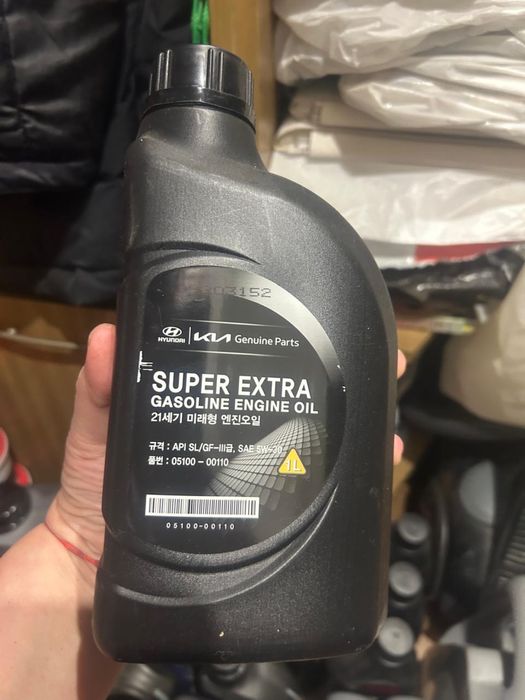 303152
HYUNDAI KIA Genuine Parts
SUPER EXTRA
GASOLINE ENGINE OIL
21세기 미래형 엔진오일
규격 : API SL/GF-III급, SAE 5W-30
품번 : 05100 - 00110
1L
05100-00110